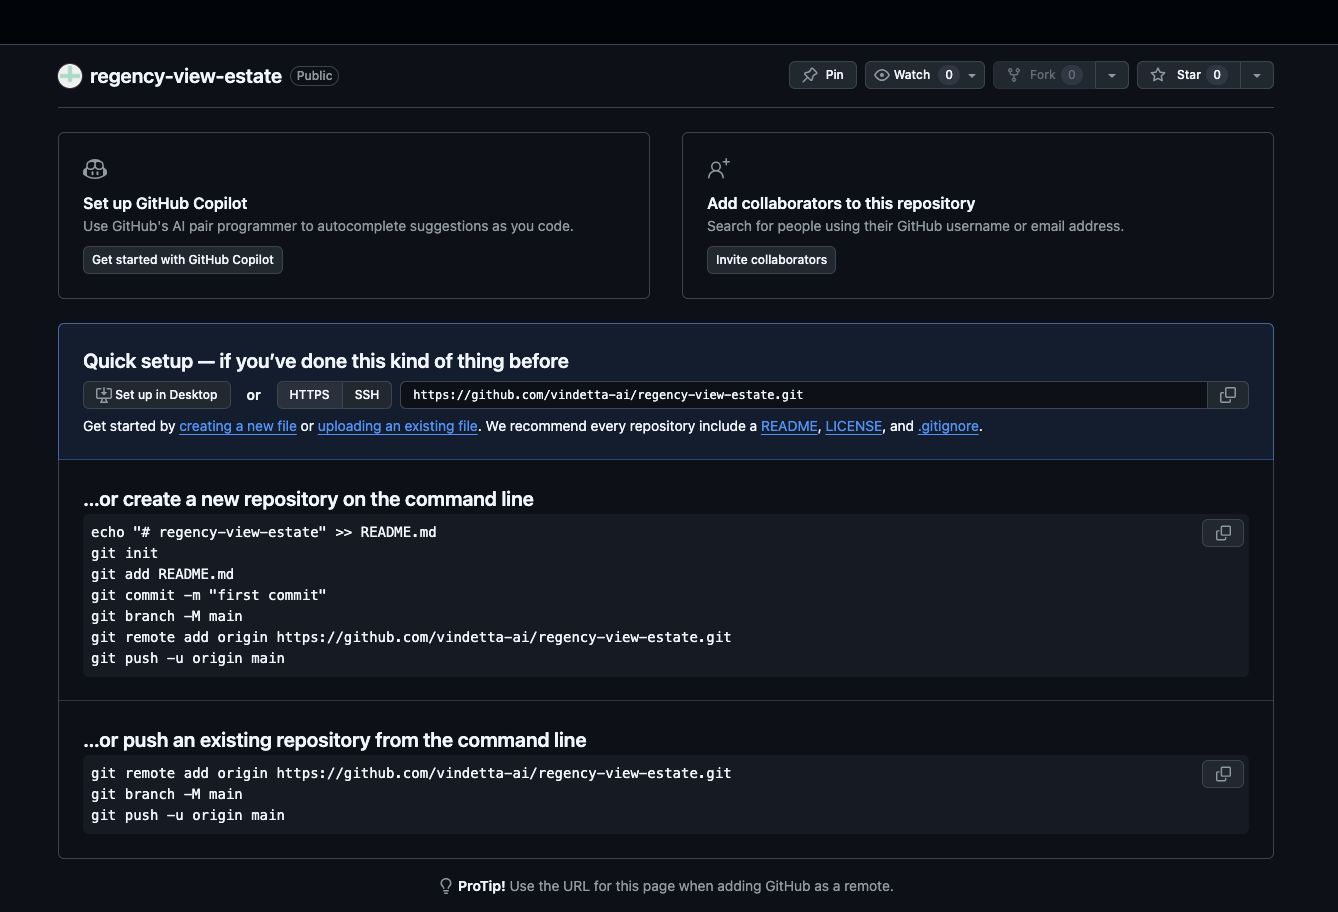 regency-view-estate Public
Pin Watch 0 Fork 0 Star 0
Set up GitHub Copilot
Use GitHub's AI pair programmer to autocomplete suggestions as you code.
Get started with GitHub Copilot
Add collaborators to this repository
Search for people using their GitHub username or email address.
Invite collaborators
Quick setup — if you’ve done this kind of thing before
Set up in Desktop or HTTPS SSH https://github.com/vindetta-ai/regency-view-estate.git
Get started by creating a new file or uploading an existing file. We recommend every repository include a README, LICENSE, and .gitignore.
…or create a new repository on the command line
echo "# regency-view-estate" >> README.md
git init
git add README.md
git commit -m "first commit"
git branch -M main
git remote add origin https://github.com/vindetta-ai/regency-view-estate.git
git push -u origin main
…or push an existing repository from the command line
git remote add origin https://github.com/vindetta-ai/regency-view-estate.git
git branch -M main
git push -u origin main
ProTip! Use the URL for this page when adding GitHub as a remote.